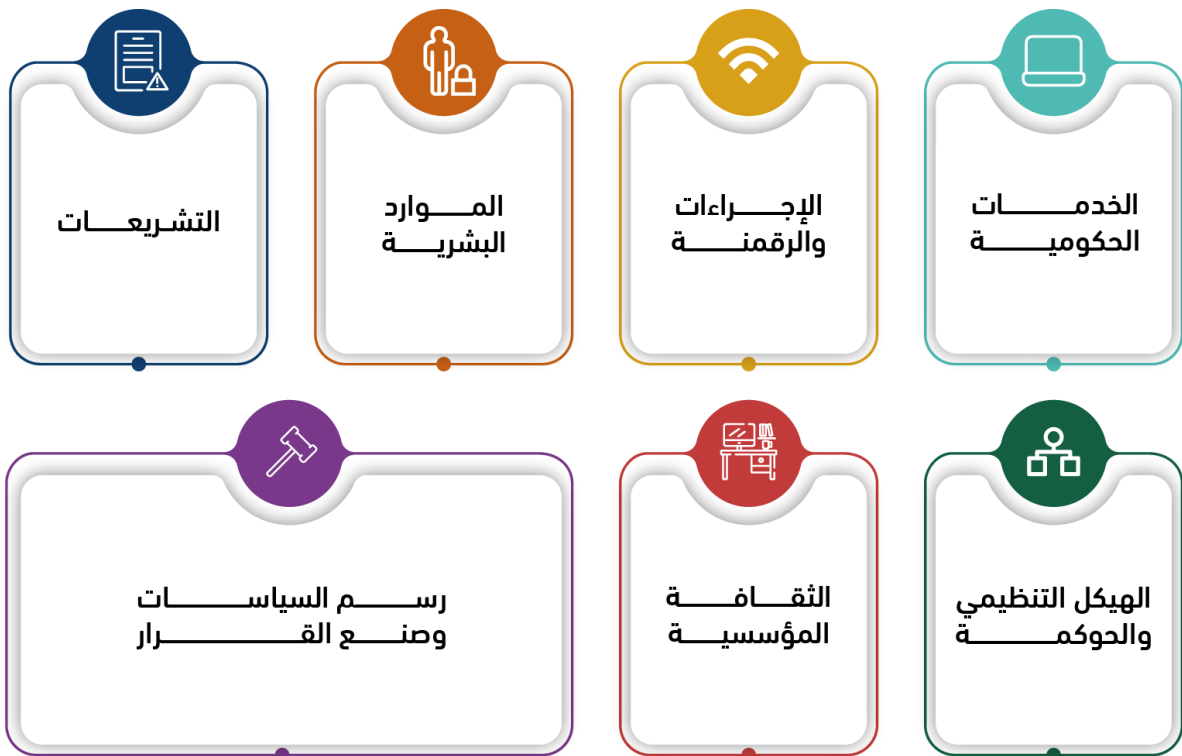 الخدمات
الحكومية
الإجراءات
والرقمنة
الموارد
البشرية
التشريعات
الهيكل التنظيمي
والحوكمة
الثقافة
المؤسسية
رسم السياسات
وصنع القرار